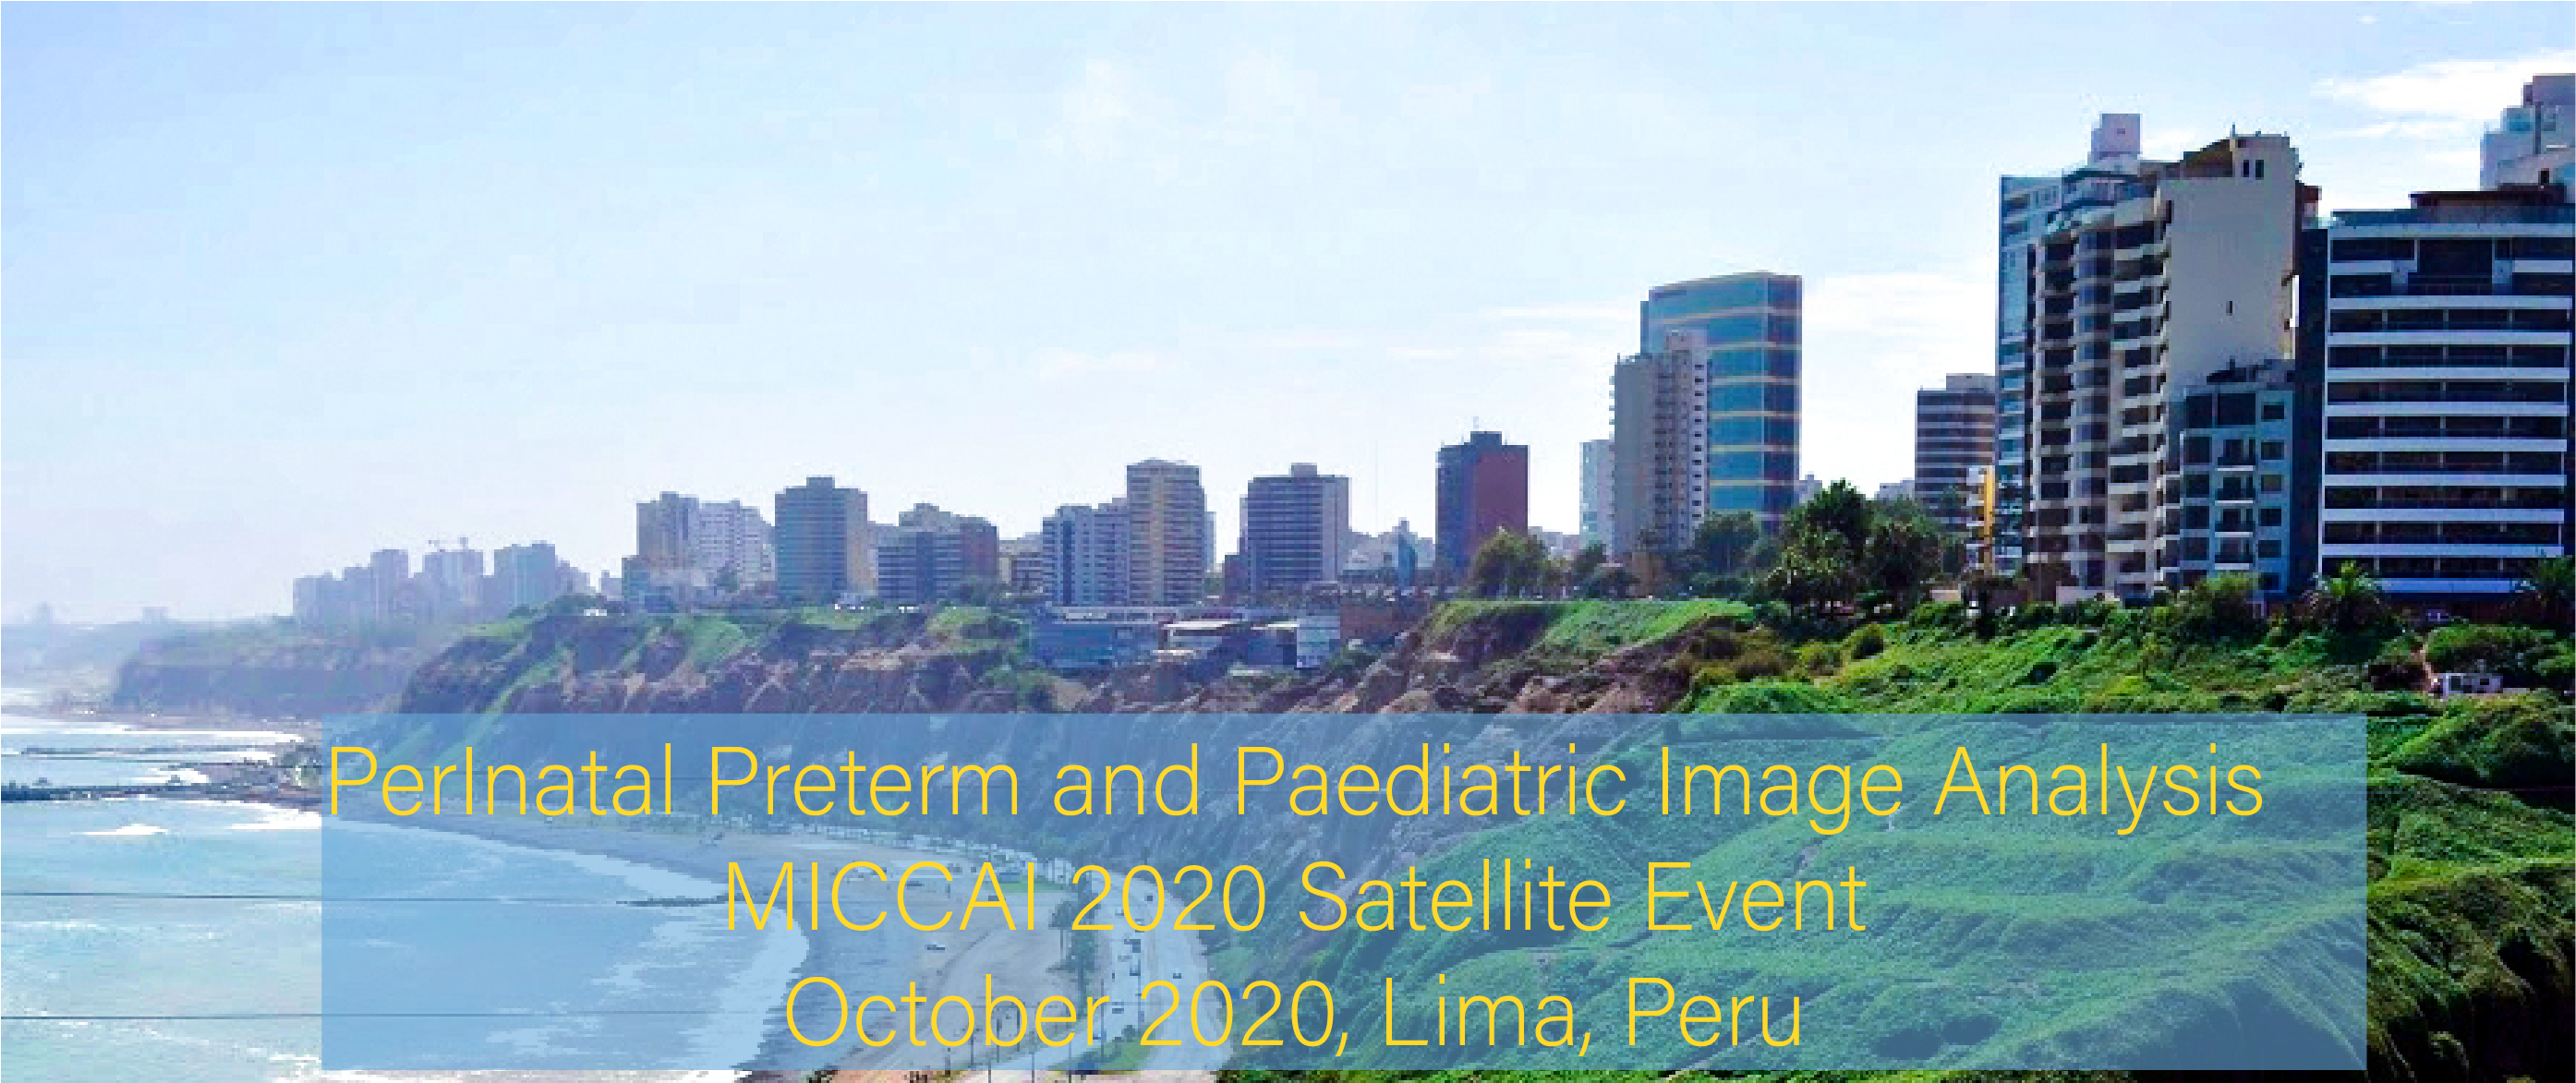 PerInatal Preterm and Paediatric Image Analysis
MICCAI 2020 Satellite Event
October 2020, Lima, Peru